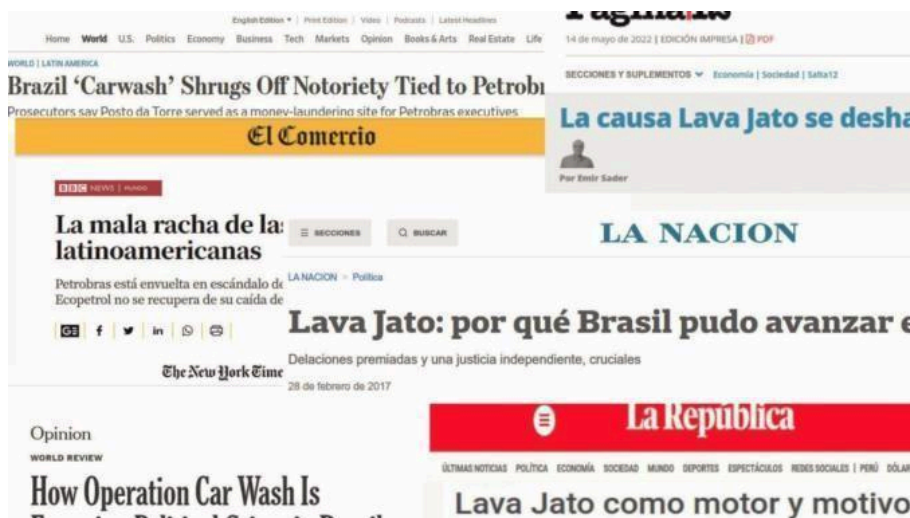 English Edition | Print Edition | Video | Podcasts | Latest Headlines
Home World U.S. Politics Economy Business Tech Markets Opinion Books & Arts Real Estate Life
WORLD | LATIN AMERICA
Brazil ‘Carwash’ Shrugs Off Notoriety Tied to
Prosecutors say Posto da Torre served as a money-laundering site for Petrobras executives
14 de mayo de 2022 | EDICIÓN IMPRESA | PDF
SECCIONES Y SUPLEMENTOS Economía | Sociedad | Salta12
La causa Lava Jato se
Por Emir Sader
El Comercio
BBC NEWS | MUNDO
La mala racha de
latinoamericanas
Petrobras está envuelta en escándalo
Ecopetrol no se recupera de su caída
SECCIONES
BUSCAR
LA NACION
LA NACION > Política
Lava Jato: por qué Brasil pudo avanzar
Delaciones premiadas y una justicia independiente, cruciales
28 de febrero de 2017
The New York
Opinion
WORLD REVIEW
How Operation Car Wash Is
La República
ÚLTIMAS NOTICIAS POLÍTICA ECONOMÍA SOCIEDAD MUNDO DEPORTES ESPECTÁCULOS REDES SOCIALES | PERÚ DÓLAR
Lava Jato como motor y motivo